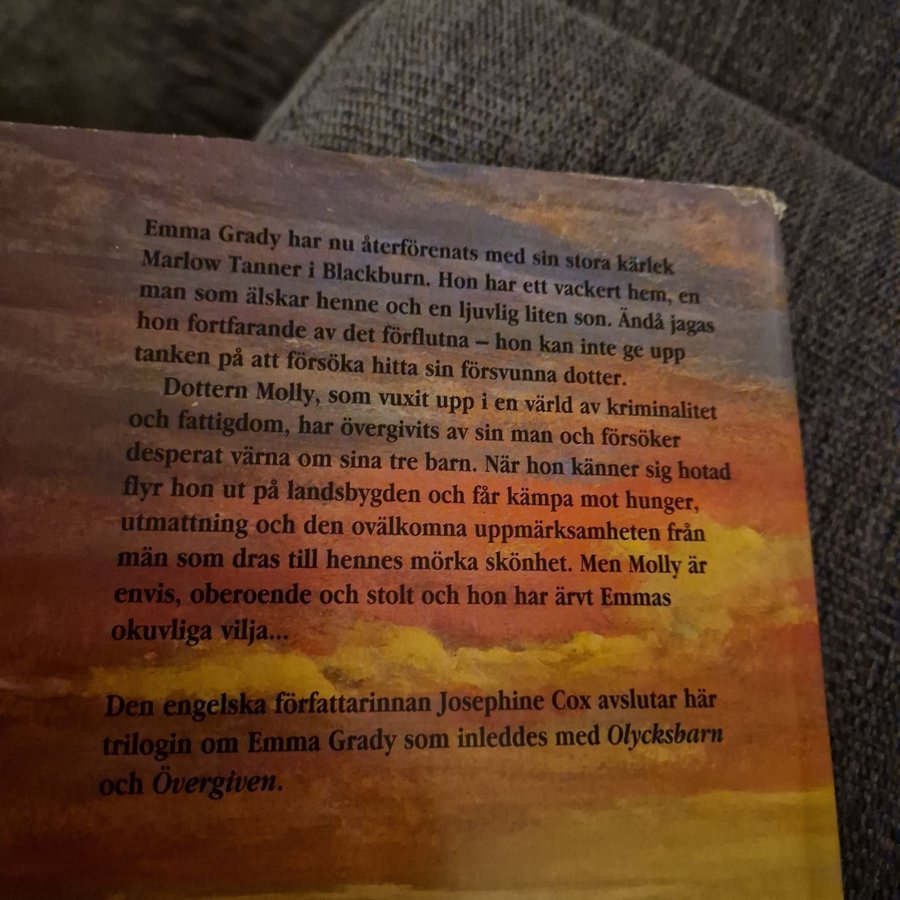 Emma Grady har nu återförenats med sin stora kärlek
Marlow Tanner i Blackburn. Hon har ett vackert hem, en
man som älskar henne och en ljuvlig liten son. Ändå jagas
hon fortfarande av det förflutna – hon kan inte ge upp
tanken på att försöka hitta sin försvunna dotter.
Dottern Molly, som vuxit upp i en värld av kriminalitet
och fattigdom, har övergivits av sin man och försöker
desperat värna om sina tre barn. När hon känner sig hotad
flyr hon ut på landsbygden och får kämpa mot hunger,
utmattning och den ovälkomna uppmärksamheten från
män som dras till hennes mörka skönhet. Men Molly är
envis, oberoende och stolt och hon har ärvt Emmas
okuvliga vilja...
Den engelska författarinnan Josephine Cox avslutar här
trilogin om Emma Grady som inleddes med Olycksbarn
och Övergiven.